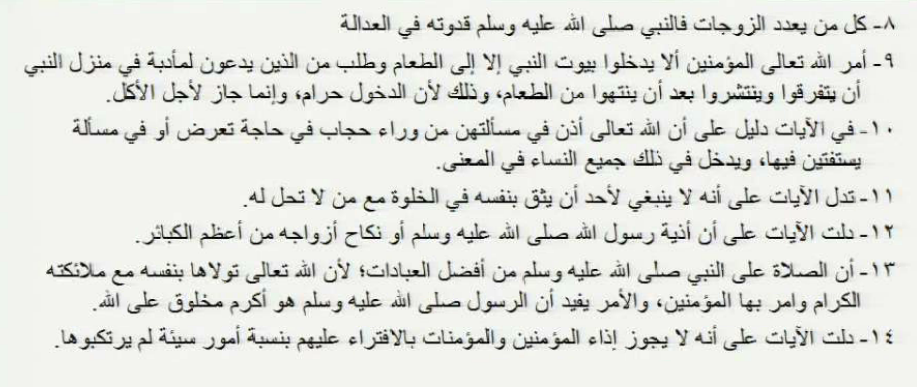 ٨- كل من يعدد الزوجات فالنبي صلى الله عليه وسلم قدوته في العدالة
٩- أمر الله تعالى المؤمنين ألا يدخلوا بيوت النبي إلا إلى الطعام وطلب من الذين يدعون لمأدبة في منزل النبي
أن يتفرقوا وينتشروا بعد أن ينتهوا من الطعام، وذلك لأن الدخول حرام، وإنما جاز لأجل الأكل.
١٠- في الآيات دليل على أن الله تعالى أذن في مسألتهن من وراء حجاب في حاجة تعرض أو في مسألة
يستفتين فيها، ويدخل في ذلك جميع النساء في المعنى.
١١- تدل الآيات على أنه لا ينبغي لأحد أن يثق بنفسه في الخلوة مع من لا تحل له.
١٢- دلت الآيات على أن أذية رسول الله صلى الله عليه وسلم أو نكاح أزواجه من أعظم الكبائر.
١٣- أن الصلاة على النبي صلى الله عليه وسلم من أفضل العبادات؛ لأن الله تعالى تولاها بنفسه مع ملائكته
الكرام وامر بها المؤمنين، والأمر يفيد أن الرسول صلى الله عليه وسلم هو أكرم مخلوق على الله.
١٤- دلت الآيات على أنه لا يجوز إذاء المؤمنين والمؤمنات بالافتراء عليهم بنسبة أمور سيئة لم يرتكبوها.